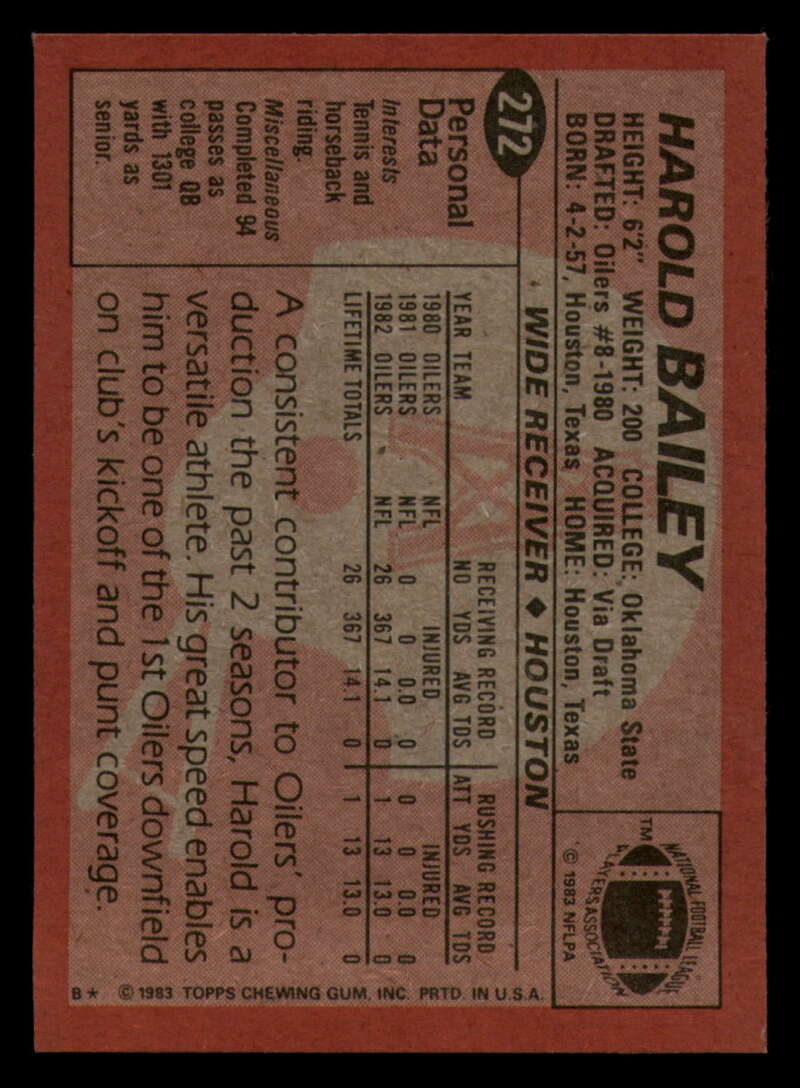 HAROLD BAILEY
HEIGHT: 6'2" WEIGHT: 200 COLLEGE: Oklahoma State
DRAFTED: Oilers #8-1980 ACQUIRED: Via Draft
BORN: 4-2-57, Houston, Texas HOME: Houston, Texas
NATIONAL FOOTBALL LEAGUE
PLAYERS ASSOCIATION
TM
© 1983 NFLPA
272
WIDE RECEIVER ◆ HOUSTON
Personal
Data
Interests
Tennis and
horseback
riding.
Miscellaneous
Completed 94
passes as
college QB
with 1301
yards as
senior.
RECEIVING RECORD RUSHING RECORD
YEAR TEAM NO YDS AVG TDS ATT YDS AVG TDS
1980 OILERS NFL INJURED INJURED
1981 OILERS NFL 0 0 0.0 0 0 0 0.0 0
1982 OILERS NFL 26 367 14.1 0 1 13 13.0 0
LIFETIME TOTALS 26 367 14.1 0 1 13 13.0 0
A consistent contributor to Oilers' pro-
duction the past 2 seasons, Harold is a
versatile athlete. His great speed enables
him to be one of the 1st Oilers downfield
on club's kickoff and punt coverage.
B★ © 1983 TOPPS CHEWING GUM, INC. PRTD. IN U.S.A.